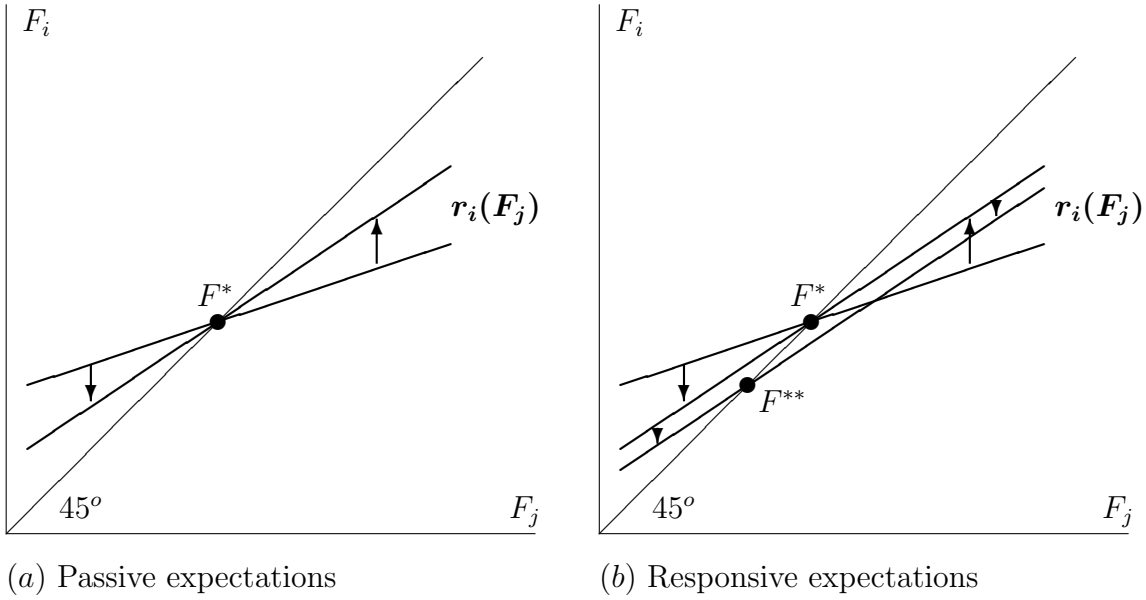 F_i
r_i(F_j)
F^*
45^o
F_j
(a) Passive expectations
F_i
r_i(F_j)
F^*
F^{**}
45^o
F_j
(b) Responsive expectations